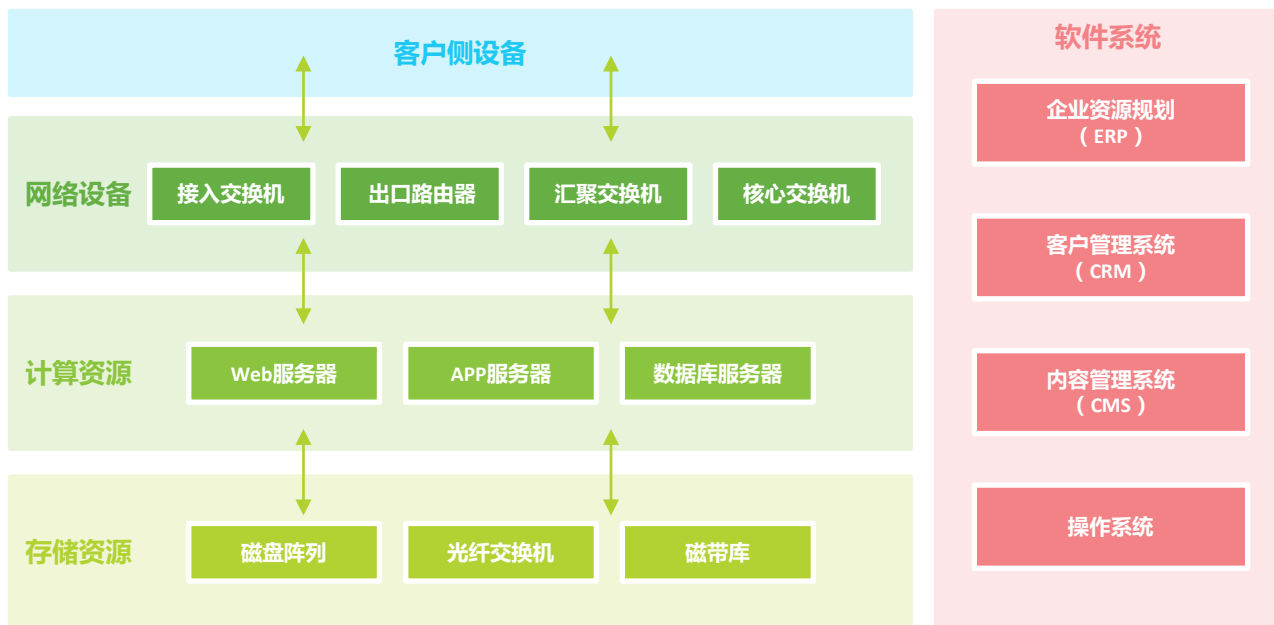 客户侧设备
网络设备
接入交换机
出口路由器
汇聚交换机
核心交换机
计算资源
Web服务器
APP服务器
数据库服务器
存储资源
磁盘阵列
光纤交换机
磁带库
软件系统
企业资源规划
（ERP）
客户管理系统
（CRM）
内容管理系统
（CMS）
操作系统